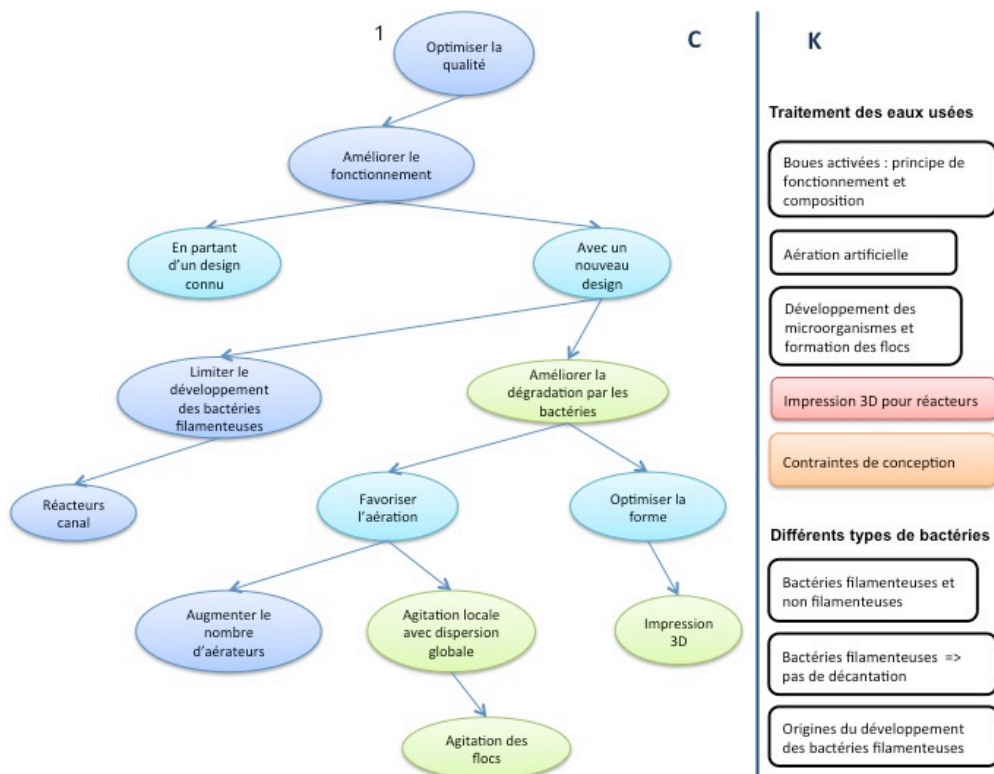 1
Optimiser la
qualité
C
K
Améliorer le
fonctionnement
En partant
d'un design
connu
Avec un
nouveau
design
Limiter le
développement
des bactéries
filamenteuses
Améliorer la
dégradation par les
bactéries
Réacteurs
canal
Favoriser
l'aération
Optimiser la
forme
Augmenter le
nombre
d'aérateurs
Agitation locale
avec dispersion
globale
Impression
3D
Agitation des
flocs
Traitement des eaux usées
Boues activées : principe de
fonctionnement et
composition
Aération artificielle
Développement des
microorganismes et
formation des flocs
Impression 3D pour réacteurs
Contraintes de conception
Différents types de bactéries
Bactéries filamenteuses et
non filamenteuses
Bactéries filamenteuses =>
pas de décantation
Origines du développement
des bactéries filamenteuses